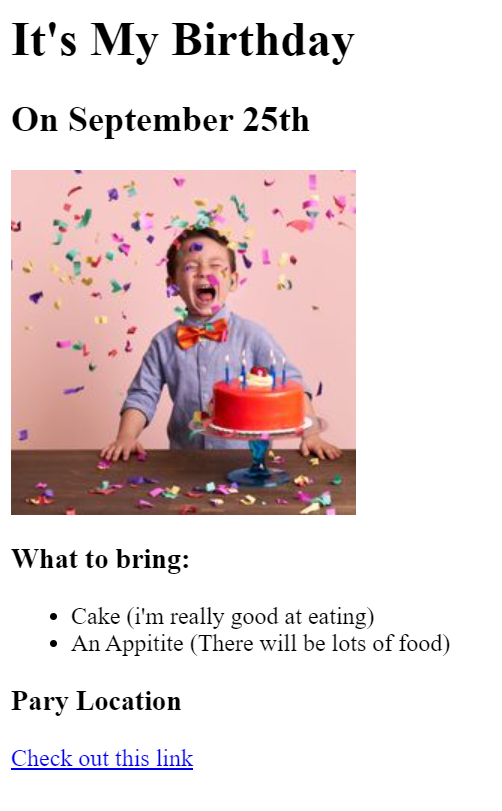 It's My Birthday
On September 25th
What to bring:
Cake (i'm really good at eating)
An Appitite (There will be lots of food)
Pary Location
Check out this link